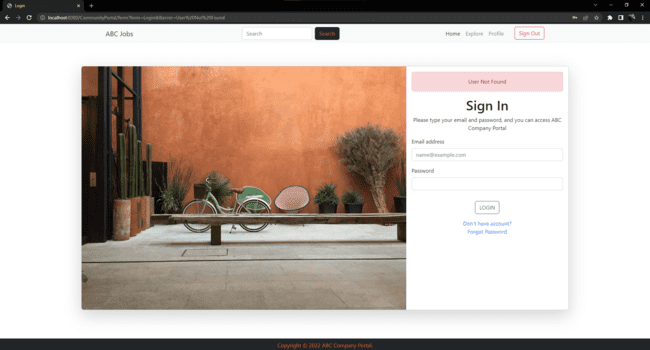 Login
ABC Jobs
Search
Search
Home
Explore
Profile
Sign Out
User Not Found
Sign In
Please type your email and password, and you can access ABC
Company Portal
Email address
name@example.com
Password
LOGIN
Don't have account?
Forgot Password
Copyright © 2022 ABC Company Portal.